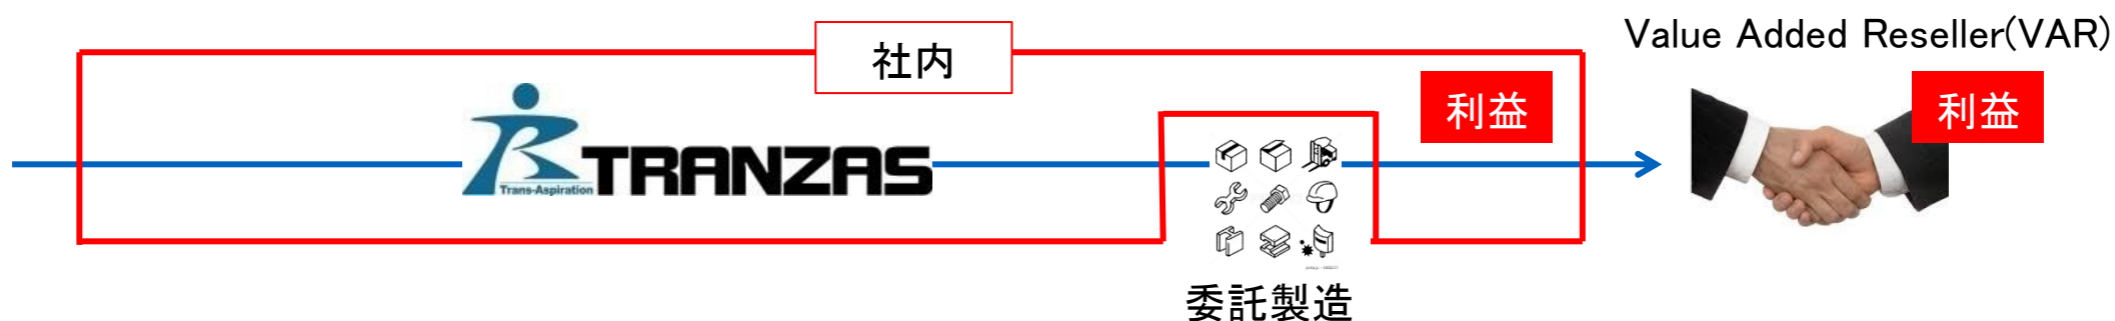 社内
Value Added Reseller(VAR)
利益
利益
TRANZAS
Trans-Aspiration
委託製造